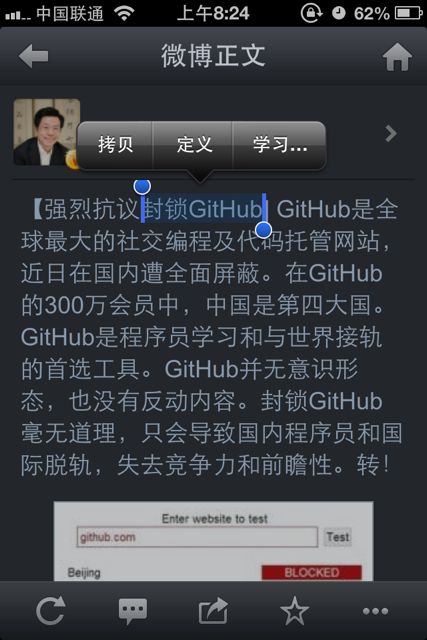 中国联通 上午8:24 62%
微博正文
拷贝 定义 学习...
【强烈抗议封锁GitHub】GitHub是全
球最大的社交编程及代码托管网站，
近日在国内遭全面屏蔽。在GitHub
的300万会员中，中国是第四大国。
GitHub是程序员学习和与世界接轨
的首选工具。GitHub并无意识形
态，也没有反动内容。封锁GitHub
毫无道理，只会导致国内程序员和国
际脱轨，失去竞争力和前瞻性。转！
Enter website to test
github.com Test
Beijing BLOCKED